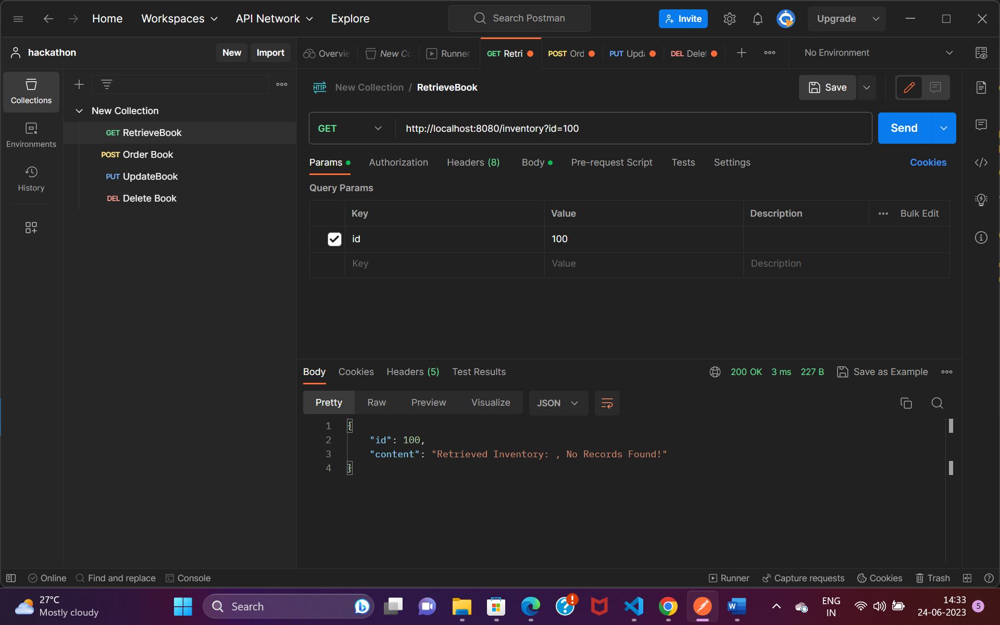 Home Workspaces API Network Explore Search Postman Invite Upgrade
hackathon New Import Overvie New Co Runner GET Retri POST Ord PUT Upda DEL Delet No Environment
Collections
Environments
History
New Collection
GET RetrieveBook
POST Order Book
PUT UpdateBook
DEL Delete Book
HTTP New Collection / RetrieveBook Save
GET http://localhost:8080/inventory?id=100 Send
Params Authorization Headers (8) Body Pre-request Script Tests Settings Cookies
Query Params
Key Value Description Bulk Edit
id 100
Key Value Description
Body Cookies Headers (5) Test Results 200 OK 3 ms 227 B Save as Example
Pretty Raw Preview Visualize JSON
1 {
2 "id": 100,
3 "content": "Retrieved Inventory: , No Records Found!"
4 }
Online Find and replace Console Runner Capture requests Cookies Trash
27°C
Mostly cloudy
Search
ENG
IN
14:33
24-06-2023
5